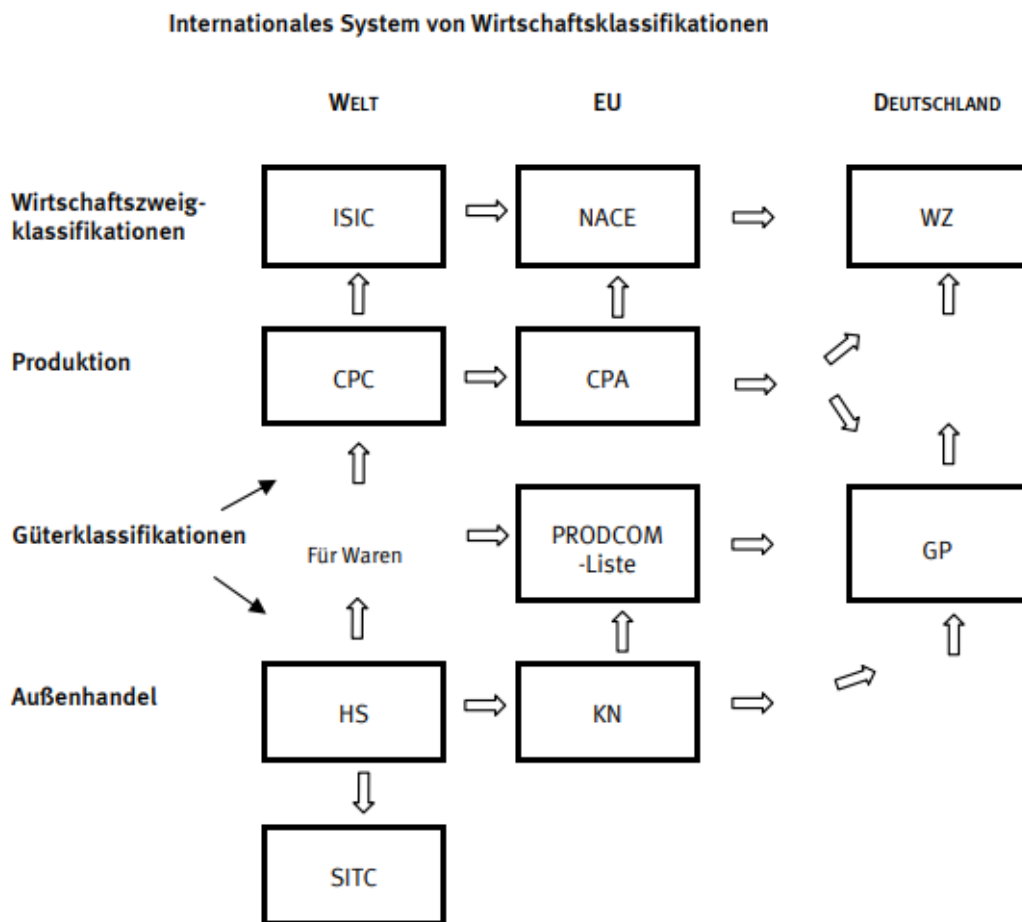 Internationales System von Wirtschaftsklassifikationen
WELT
EU
DEUTSCHLAND
Wirtschaftszweig-
klassifikationen
ISIC
NACE
WZ
Produktion
CPC
CPA
Güterklassifikationen
Für Waren
PRODCOM
-Liste
GP
Außenhandel
HS
KN
SITC